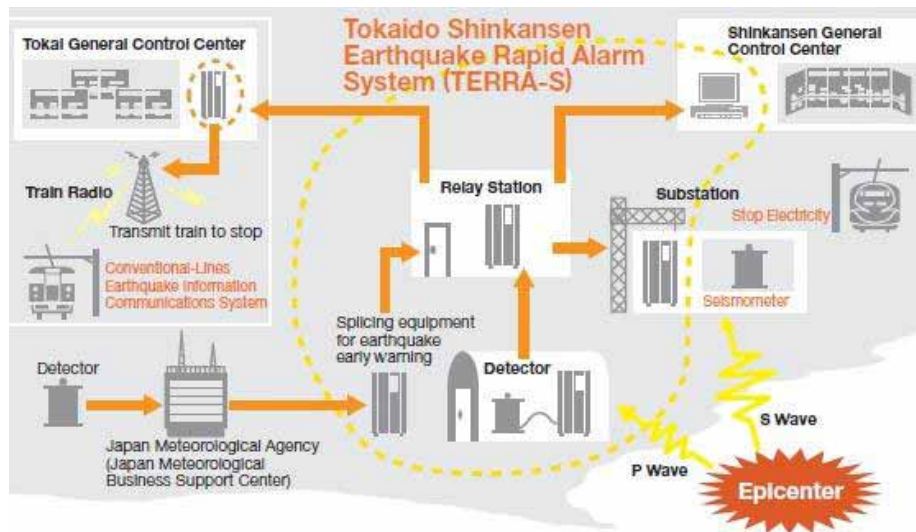 Tokai General Control Center
Tokaido Shinkansen
Earthquake Rapid Alarm
System (TERRA-S)
Shinkansen General
Control Center
Train Radio
Transmit train to stop
Conventional-Lines
Earthquake Information
Communications System
Relay Station
Substation
Stop Electricity
Seismometer
Splicing equipment
for earthquake
early warning
Detector
Detector
Japan Meteorological Agency
(Japan Meteorological
Business Support Center)
S Wave
P Wave
Epicenter